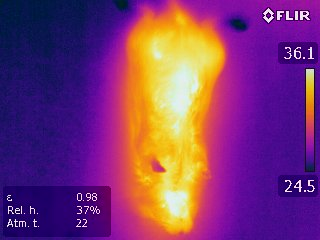 FLIR
36.1
24.5
ε 0.98
Rel. h. 37%
Atm. t. 22